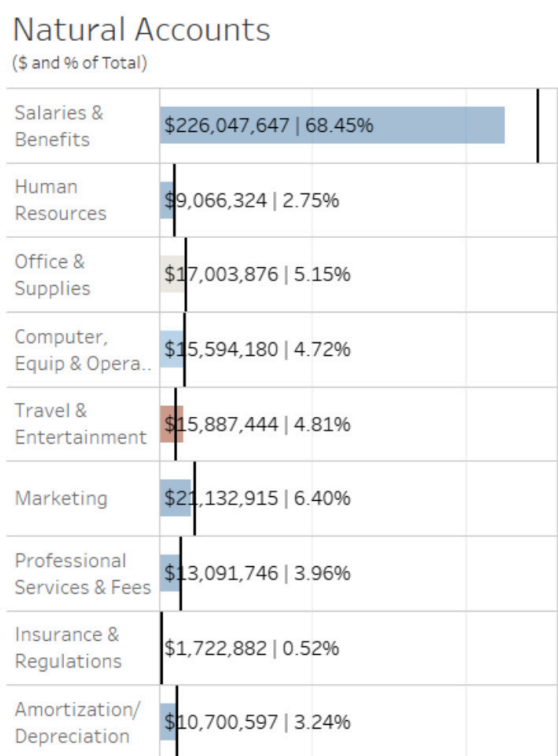 Natural Accounts
($ and % of Total)
Salaries &
Benefits
$226,047,647 | 68.45%
Human
Resources
$9,066,324 | 2.75%
Office &
Supplies
$17,003,876 | 5.15%
Computer,
Equip & Opera..
$15,594,180 | 4.72%
Travel &
Entertainment
$15,887,444 | 4.81%
Marketing
$21,132,915 | 6.40%
Professional
Services & Fees
$13,091,746 | 3.96%
Insurance &
Regulations
$1,722,882 | 0.52%
Amortization/
Depreciation
$10,700,597 | 3.24%